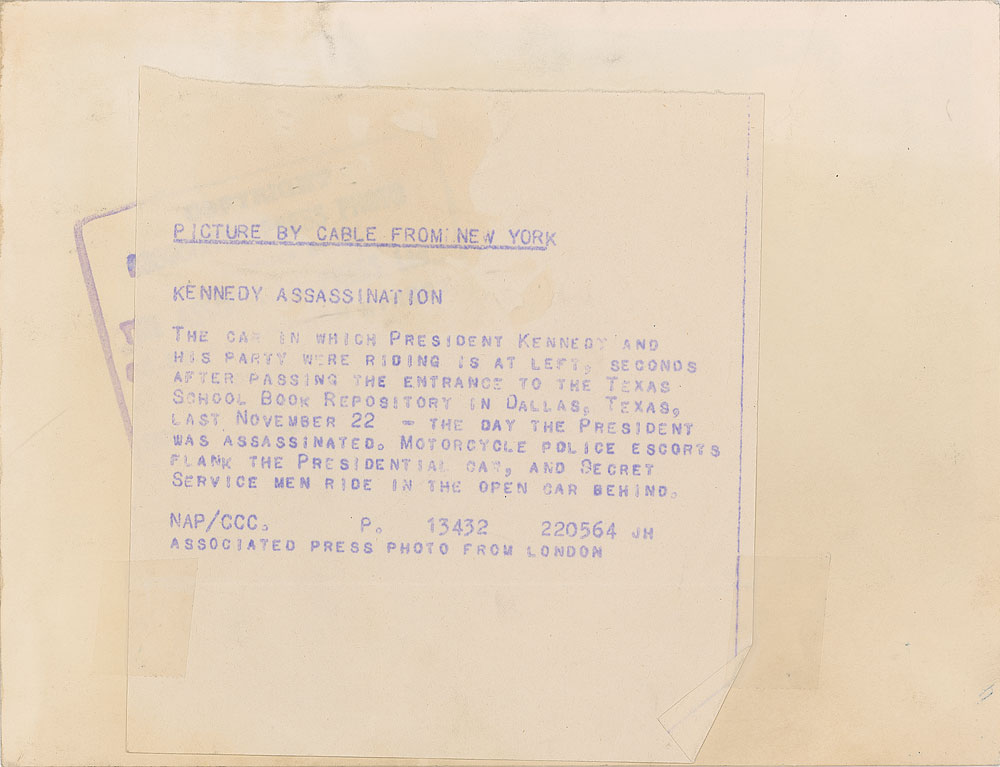 PICTURE BY CABLE FROM NEW YORK
KENNEDY ASSASSINATION
THE CAR IN WHICH PRESIDENT KENNEDY AND
HIS PARTY WERE RIDING IS AT LEFT, SECONDS
AFTER PASSING THE ENTRANCE TO THE TEXAS
SCHOOL BOOK REPOSITORY IN DALLAS, TEXAS,
LAST NOVEMBER 22 - THE DAY THE PRESIDENT
WAS ASSASSINATED. MOTORCYCLE POLICE ESCORTS
FLANK THE PRESIDENTIAL CAR, AND SECRET
SERVICE MEN RIDE IN THE OPEN CAR BEHIND.
NAP/CCC. P. 13432 220564 JH
ASSOCIATED PRESS PHOTO FROM LONDON